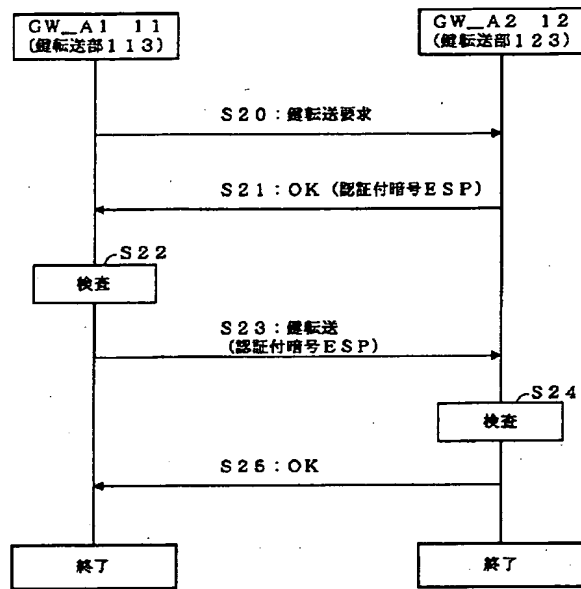 GW_A1 11
(鍵転送部113)
GW_A2 12
(鍵転送部123)
S20:鍵転送要求
S21:OK(認証付暗号ESP)
S22
検査
S23:鍵転送
(認証付暗号ESP)
S24
検査
S25:OK
終了
終了